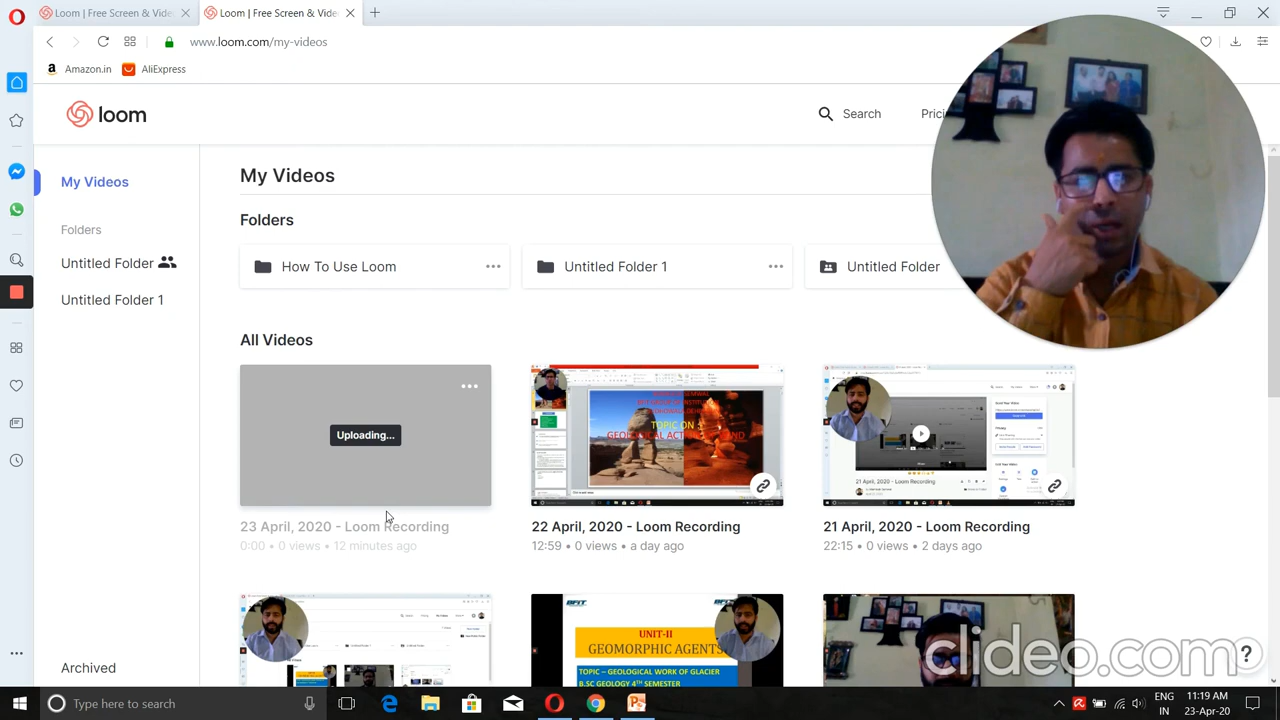 Loom | Free Screen & Vide
Loom | Free Screen & Vide
www.loom.com/my-videos
Amazon.in
AliExpress
loom
Search
My Videos
Folders
Untitled Folder
Untitled Folder 1
Archived
My Videos
Folders
How To Use Loom
Untitled Folder 1
Untitled Folder
All Videos
Uploading...
TOPIC ON
23 April, 2020 - Loom Recording
0:00 • 0 views • 12 minutes ago
22 April, 2020 - Loom Recording
12:59 • 0 views • a day ago
21 April, 2020 - Loom Recording
22:15 • 0 views • 2 days ago
UNIT-II
GEOMORPHIC AGENTS
TOPIC – GEOLOGICAL WORK OF GLACIER
B.SC GEOLOGY 4TH SEMESTER
clideo.com
?
Type here to search
ENG
IN
11:19 AM
23-Apr-20